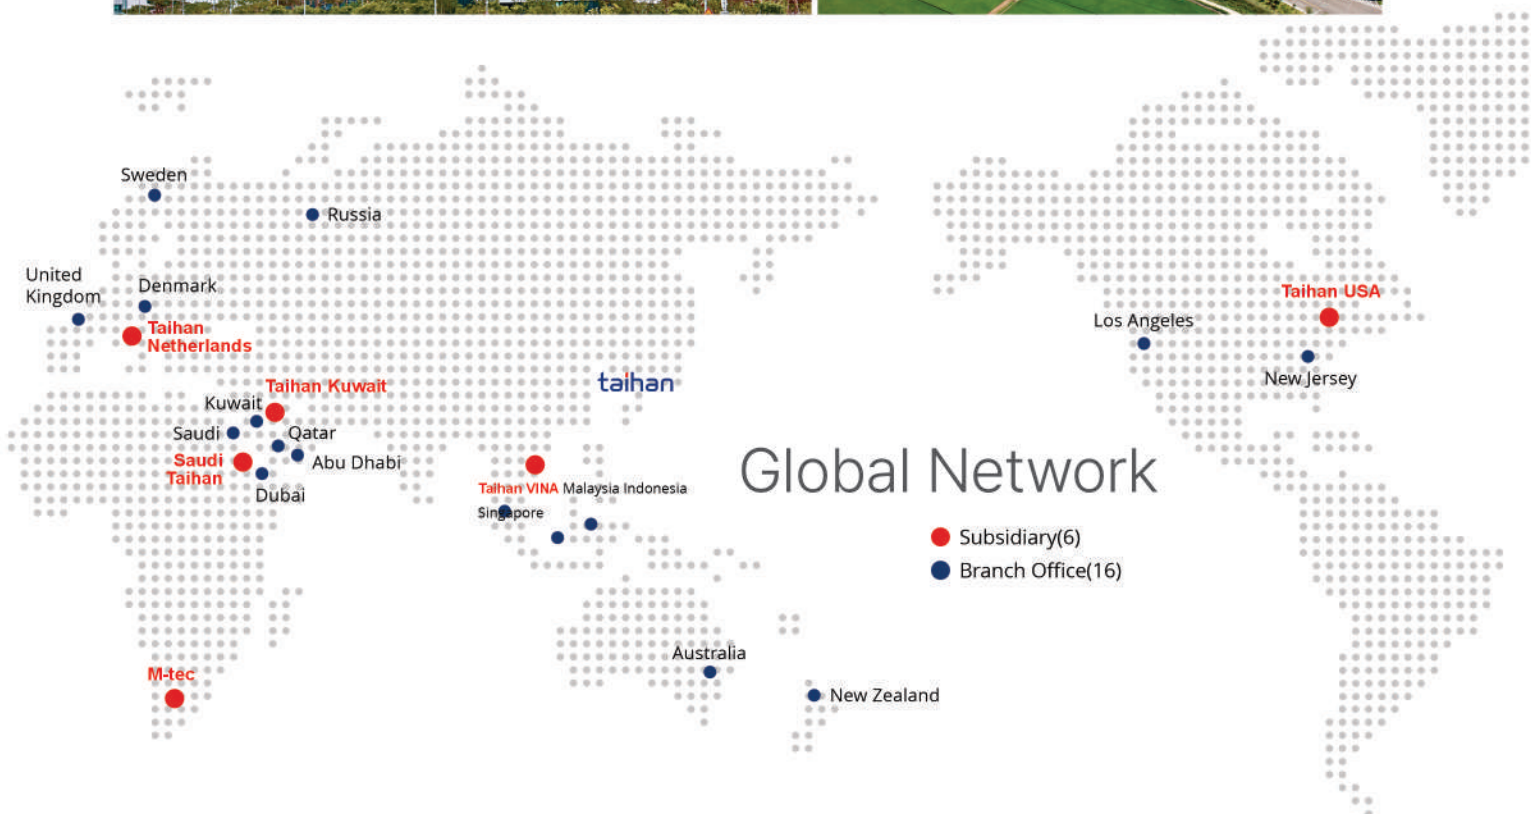 Sweden
Russia
United
Kingdom
Denmark
Taihan
Netherlands
Taihan USA
Los Angeles
New Jersey
taihan
Taihan Kuwait
Kuwait
Saudi
Qatar
Saudi
Taihan
Abu Dhabi
Dubai
Global Network
Taihan VINA Malaysia Indonesia
Singapore
Subsidiary(6)
Branch Office(16)
Australia
M-tec
New Zealand